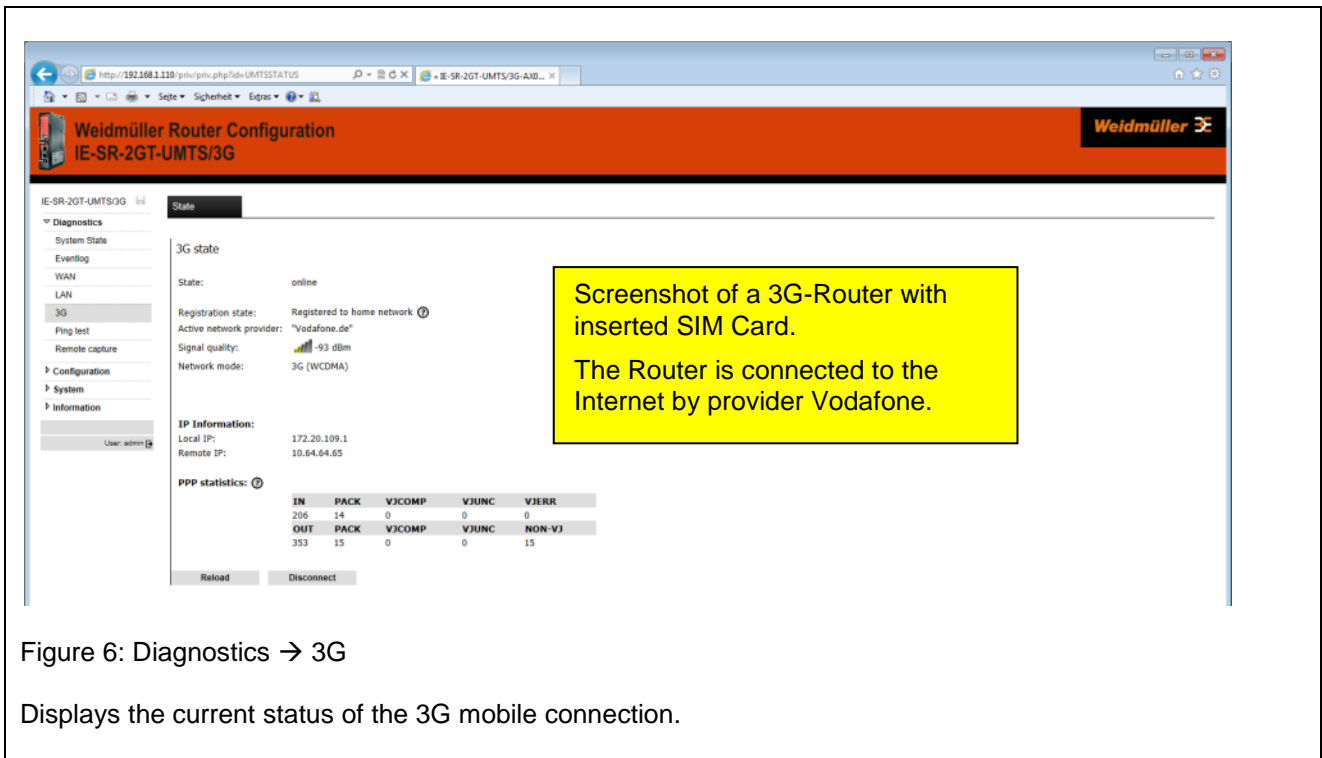 http://192.168.1.110/priv/priv.php?id=UMTSSTATUS
IE-SR-2GT-UMTS/3G-AX0...
Seite Sicherheit Extras
Weidmüller Router Configuration
IE-SR-2GT-UMTS/3G
Weidmüller
IE-SR-2GT-UMTS/3G
State
Diagnostics
System State
Eventlog
WAN
LAN
3G
Ping test
Remote capture
Configuration
System
Information
User: admin
3G state
State: online
Registration state: Registered to home network
Active network provider: "Vodafone.de"
Signal quality: -93 dBm
Network mode: 3G (WCDMA)
IP Information:
Local IP: 172.20.109.1
Remote IP: 10.64.64.65
PPP statistics:
IN PACK VJCOMP VJUNC VJERR
206 14 0 0 0
OUT PACK VJCOMP VJUNC NON-VJ
353 15 0 0 15
Reload Disconnect
Screenshot of a 3G-Router with
inserted SIM Card.
The Router is connected to the
Internet by provider Vodafone.
Figure 6: Diagnostics → 3G
Displays the current status of the 3G mobile connection.